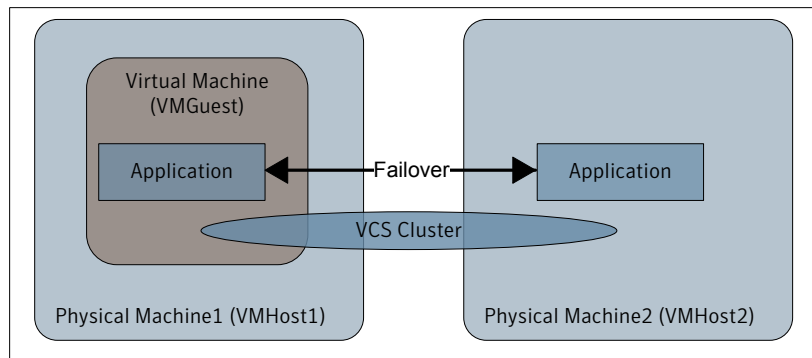 Virtual Machine
(VMGuest)
Application
Failover
Application
VCS Cluster
Physical Machine1 (VMHost1)
Physical Machine2 (VMHost2)